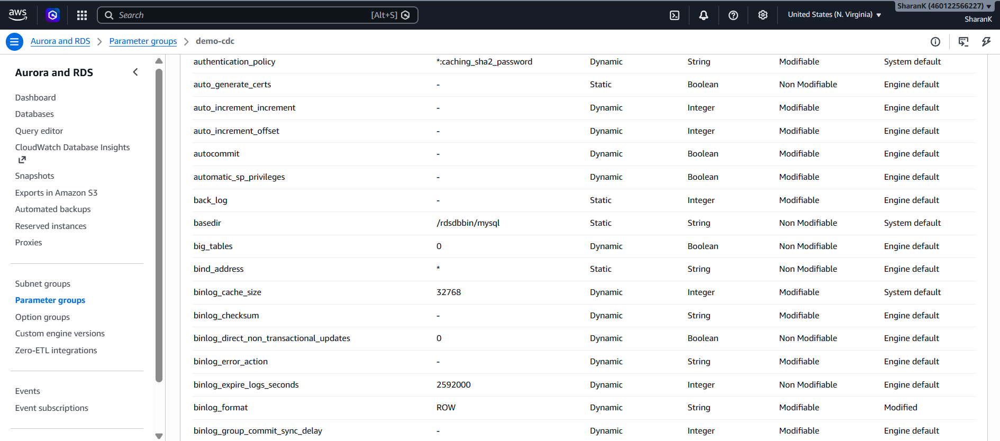 aws
Search
[Alt+S]
United States (N. Virginia)
SharanK (460122566227)
SharanK
Aurora and RDS
Parameter groups
demo-cdc
Aurora and RDS
Dashboard
Databases
Query editor
CloudWatch Database Insights
Snapshots
Exports in Amazon S3
Automated backups
Reserved instances
Proxies
Subnet groups
Parameter groups
Option groups
Custom engine versions
Zero-ETL integrations
Events
Event subscriptions
authentication_policy *:caching_sha2_password Dynamic String Modifiable System default
auto_generate_certs - Static Boolean Non Modifiable Engine default
auto_increment_increment - Dynamic Integer Modifiable Engine default
auto_increment_offset - Dynamic Integer Modifiable Engine default
autocommit - Dynamic Boolean Modifiable Engine default
automatic_sp_privileges - Dynamic Boolean Modifiable Engine default
back_log - Static Integer Modifiable Engine default
basedir /rdsdbbin/mysql Static String Non Modifiable System default
big_tables 0 Dynamic Boolean Non Modifiable Engine default
bind_address * Static String Non Modifiable Engine default
binlog_cache_size 32768 Dynamic Integer Modifiable System default
binlog_checksum - Dynamic String Modifiable Engine default
binlog_direct_non_transactional_updates 0 Dynamic Boolean Non Modifiable Engine default
binlog_error_action - Dynamic String Modifiable Engine default
binlog_expire_logs_seconds 2592000 Dynamic Integer Non Modifiable Engine default
binlog_format ROW Dynamic String Modifiable Modified
binlog_group_commit_sync_delay - Dynamic Integer Modifiable Engine default